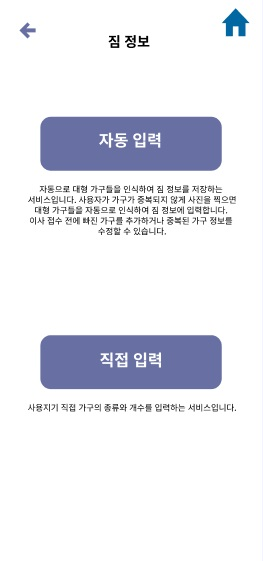 짐 정보
자동 입력
자동으로 대형 가구들을 인식하여 짐 정보를 저장하는
서비스입니다. 사용자가 가구가 중복되지 않게 사진을 찍으면
대형 가구들을 자동으로 인식하여 짐 정보에 입력합니다.
이사 접수 전에 빠진 가구를 추가하거나 중복된 가구 정보를
수정할 수 있습니다.
직접 입력
사용지기 직접 가구의 종류와 개수를 입력하는 서비스입니다.